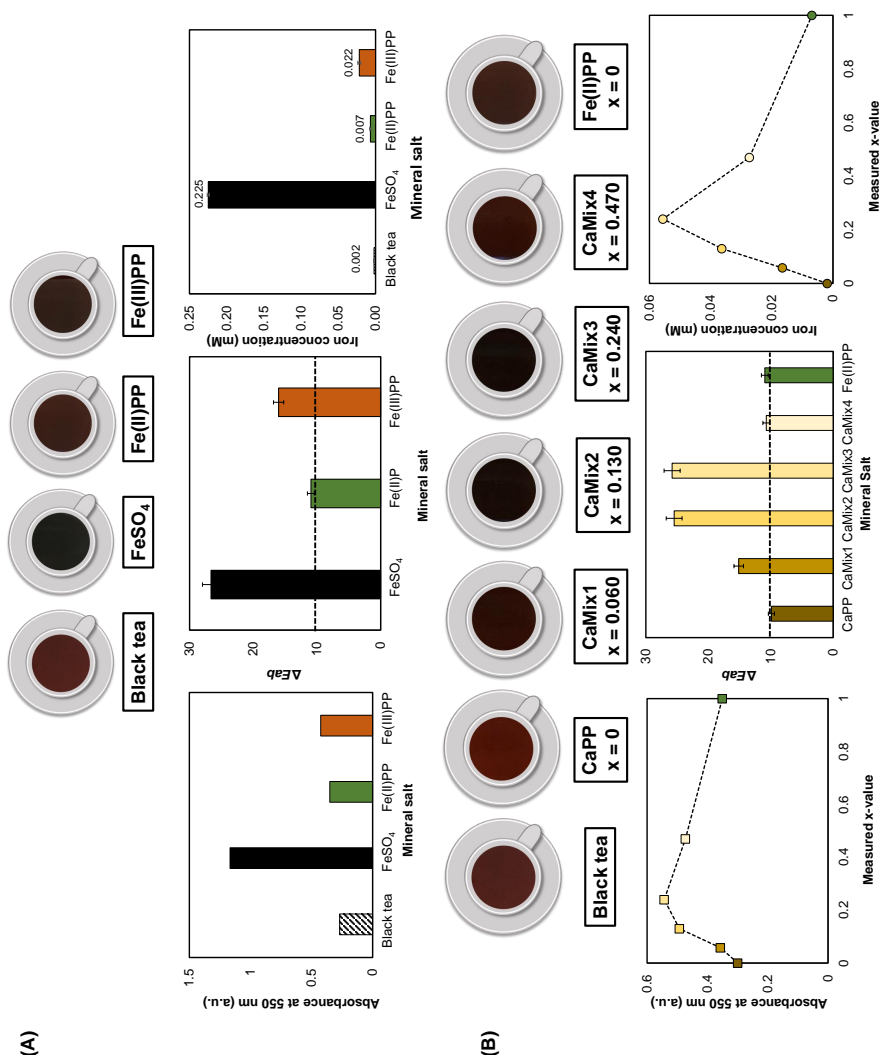 (A)
Black tea
FeSO₄
Fe(II)PP
Fe(III)PP
Absorbance at 550 nm (a.u.)
1.5
1
0.5
0
Black tea
FeSO₄
Fe(II)PP
Fe(III)PP
Mineral salt
ΔEab
30
20
10
0
FeSO₄
Fe(II)P
Fe(III)PP
Mineral salt
Iron concentration (mM)
0.25
0.20
0.15
0.10
0.05
0.00
0.002
0.225
0.007
0.022
Black tea
FeSO₄
Fe(II)PP
Fe(III)PP
Mineral salt
(B)
Black tea
CaPP
x = 0
CaMix1
x = 0.060
CaMix2
x = 0.130
CaMix3
x = 0.240
CaMix4
x = 0.470
Fe(II)PP
x = 0
Absorbance at 550 nm (a.u.)
0.6
0.4
0.2
0
0
0.2
0.4
0.6
0.8
1
Measured x-value
ΔEab
30
20
10
0
CaPP
CaMix1
CaMix2
CaMix3
CaMix4
Fe(II)PP
Mineral Salt
Iron concentration (mM)
0.06
0.04
0.02
0
0
0.2
0.4
0.6
0.8
1
Measured x-value